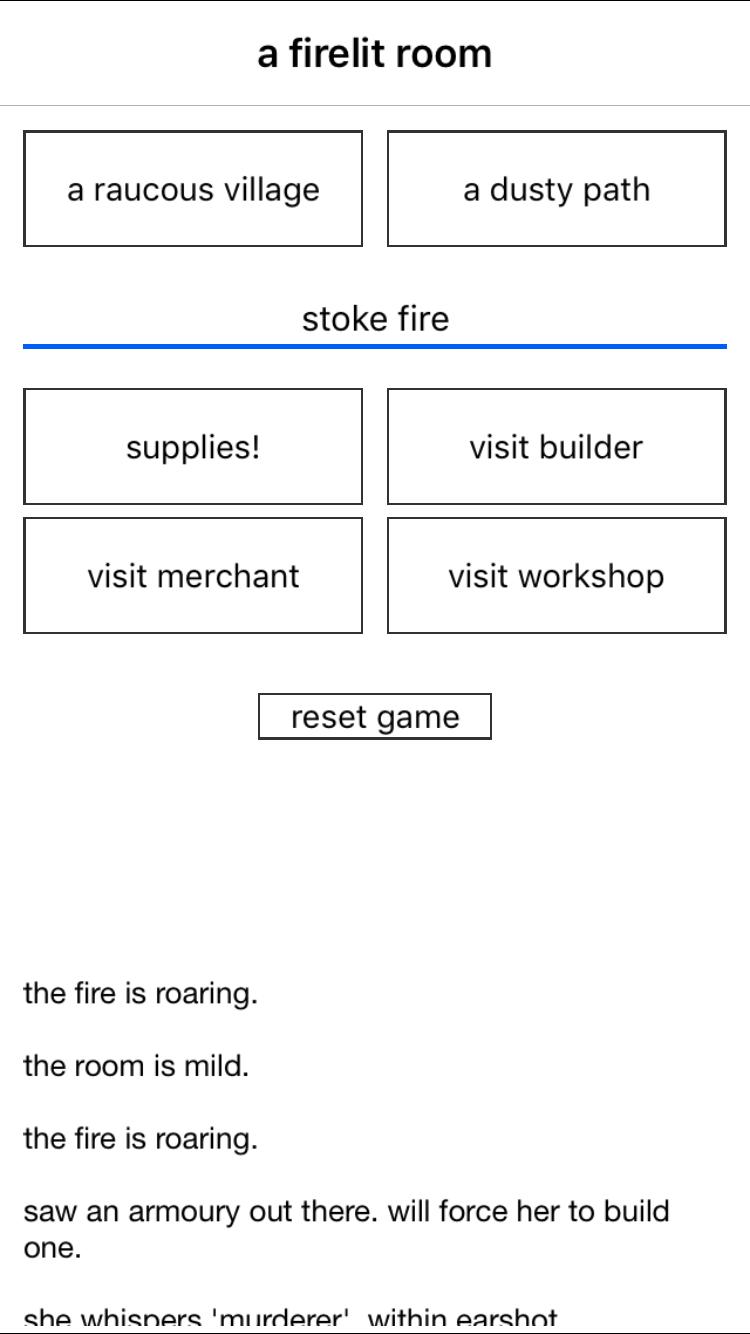 a firelit room
a raucous village
a dusty path
stoke fire
supplies!
visit builder
visit merchant
visit workshop
reset game
the fire is roaring.
the room is mild.
the fire is roaring.
saw an armoury out there. will force her to build
one.
she whispers 'murderer'. within earshot